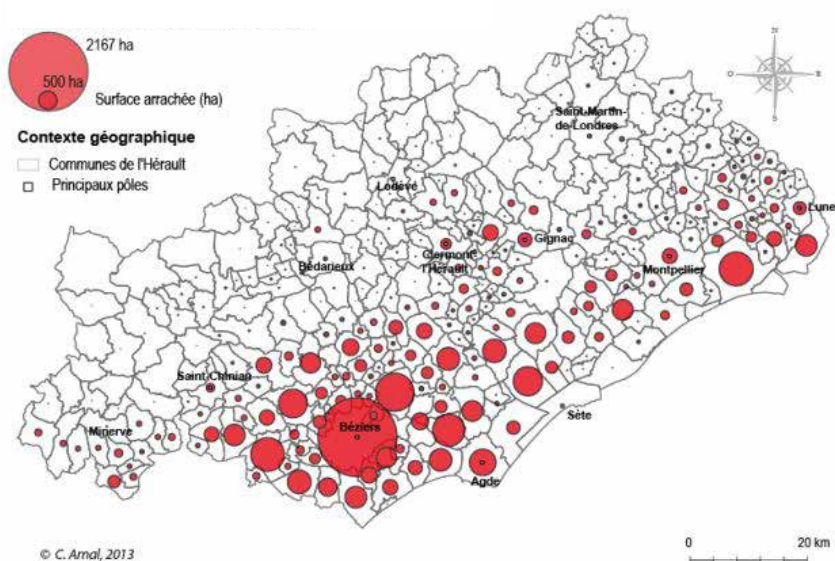 2167 ha
500 ha
Surface arrachée (ha)
Contexte géographique
Communes de l'Hérault
Principaux pôles
N
O
E
S
Saint-Martin-
de-Londres
Lodève
Lunel
Gignac
Clermont-
l'Hérault
Bédarieux
Montpellier
Saint-Chinian
Sète
Minerve
Béziers
Agde
© C. Arnal, 2013
0
20 km